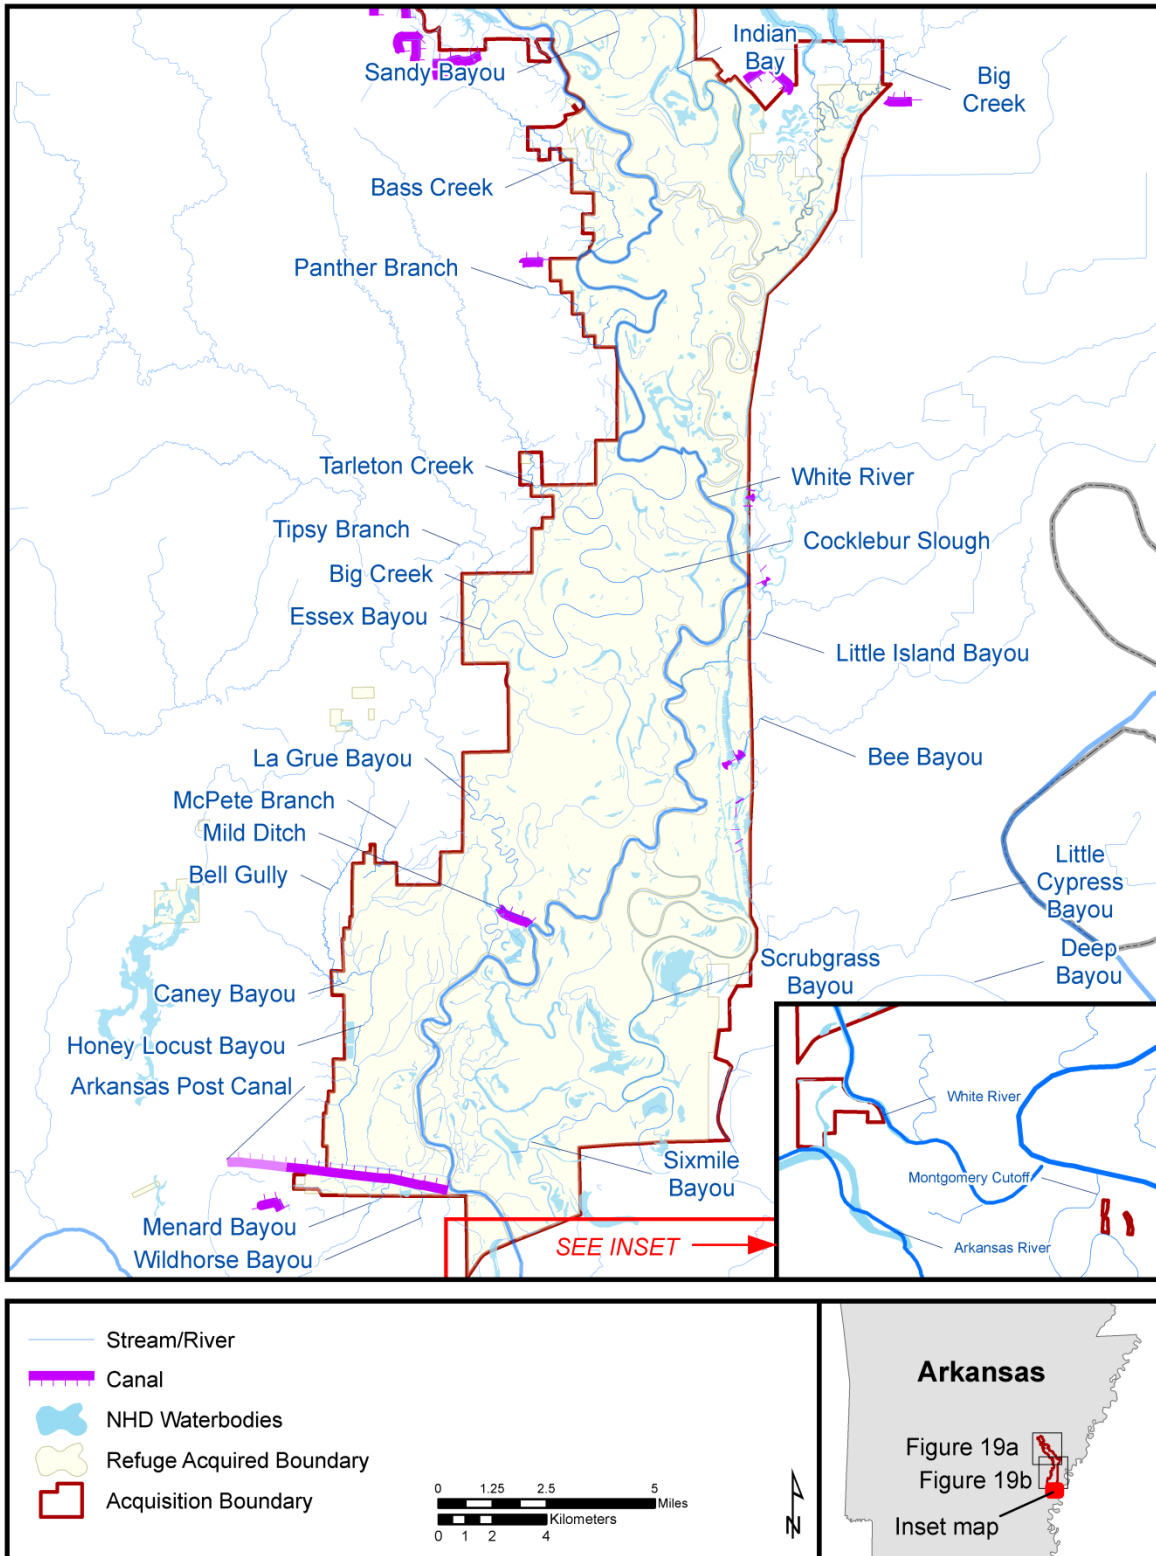 Indian
Bay
Sandy Bayou
Big
Creek
Bass Creek
Panther Branch
Tarleton Creek
White River
Tipsy Branch
Cocklebur Slough
Big Creek
Essex Bayou
Little Island Bayou
La Grue Bayou
Bee Bayou
McPete Branch
Mild Ditch
Little
Cypress
Bayou
Bell Gully
Deep
Bayou
Scrubgrass
Bayou
Caney Bayou
Honey Locust Bayou
Arkansas Post Canal
White River
Sixmile
Bayou
Montgomery Cutoff
Menard Bayou
Wildhorse Bayou
SEE INSET
Arkansas River
Stream/River
Canal
NHD Waterbodies
Refuge Acquired Boundary
Acquisition Boundary
0 1.25 2.5 5
Miles
Kilometers
0 1 2 4
N
Arkansas
Figure 19a
Figure 19b
Inset map